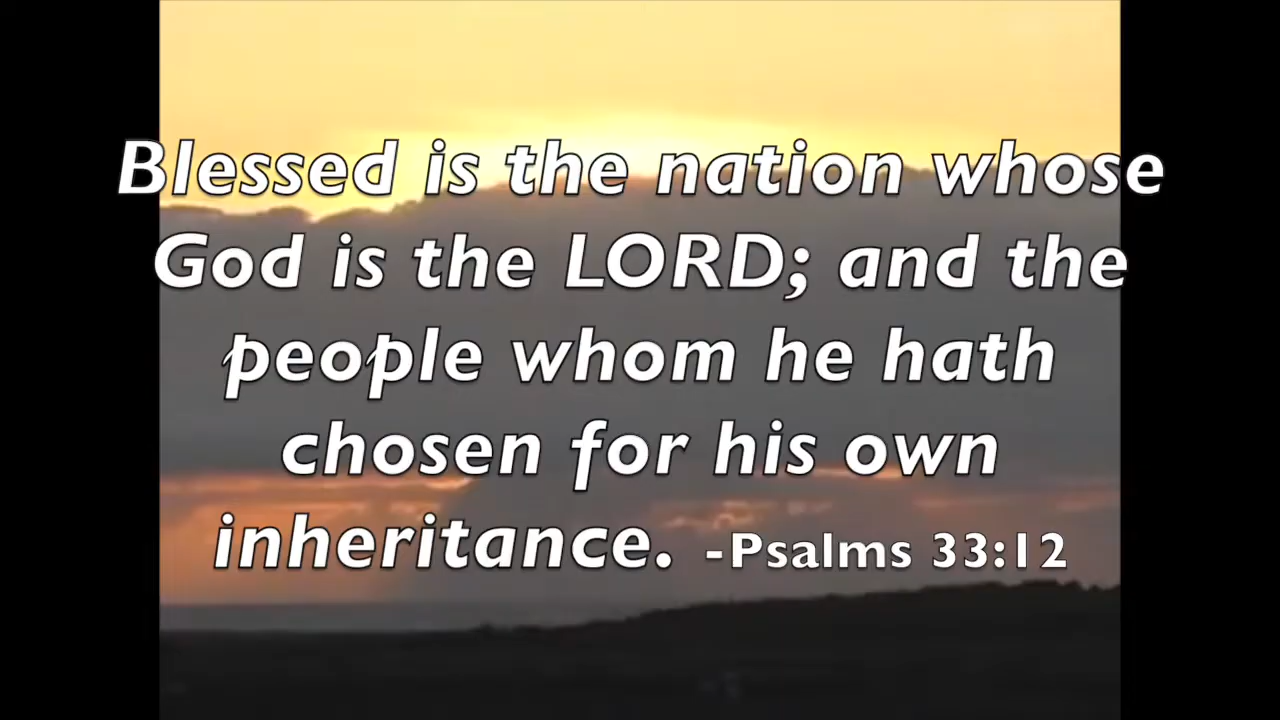 Blessed is the nation whose
God is the LORD; and the
people whom he hath
chosen for his own
inheritance. -Psalms 33:12